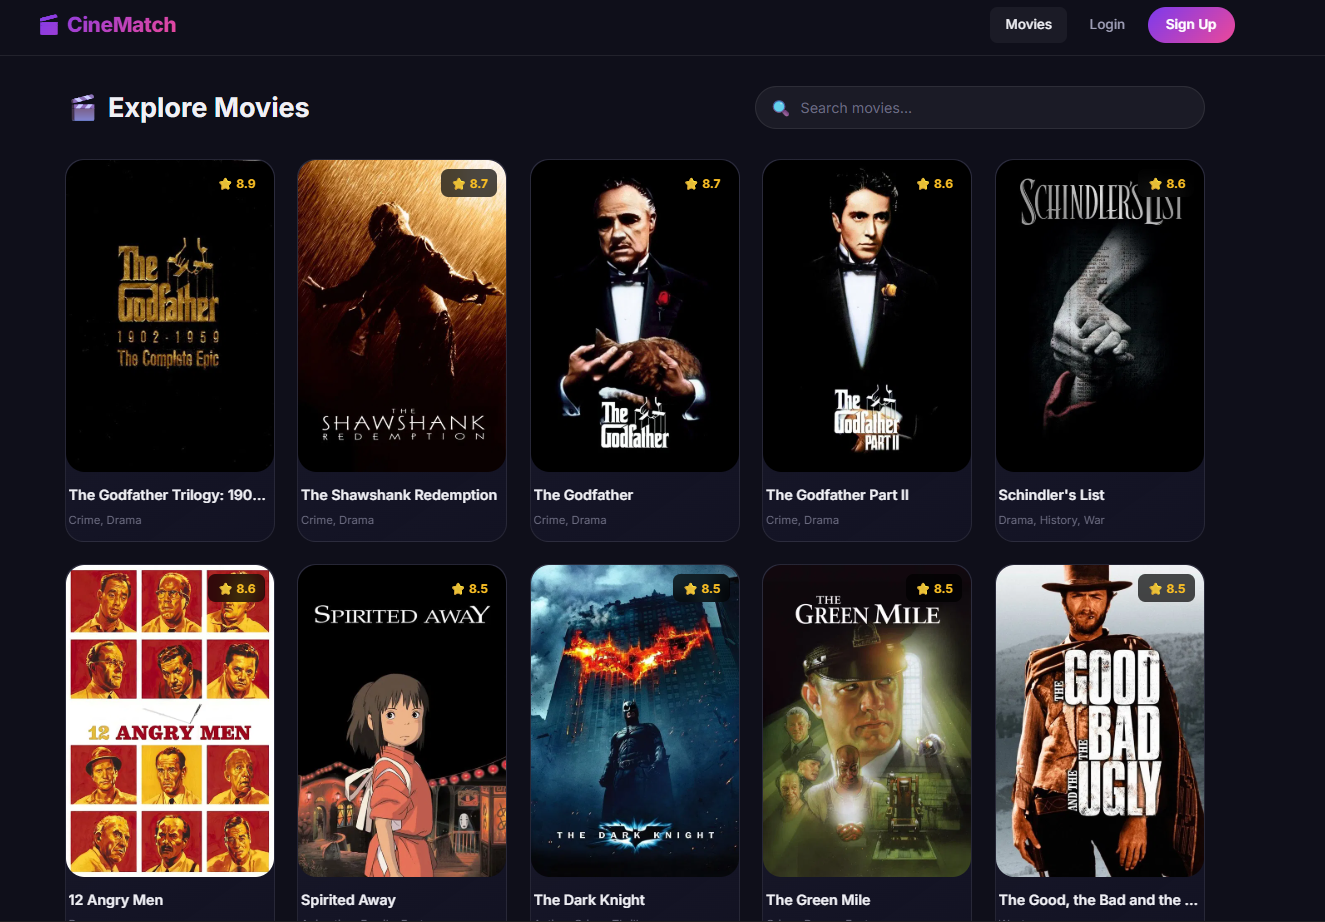 CineMatch
Movies
Login
Sign Up
Explore Movies
Search movies...
8.9
The
Godfather
1902-1959
The Complete Epic
The Godfather Trilogy: 190...
Crime, Drama
8.7
THE
SHAWSHANK
REDEMPTION
The Shawshank Redemption
Crime, Drama
8.7
The
Godfather
The Godfather
Crime, Drama
8.6
The
Godfather
PART II
The Godfather Part II
Crime, Drama
8.6
SCHINDLER'S LIST
Schindler's List
Drama, History, War
8.6
12 ANGRY MEN
12 Angry Men
8.5
SPIRITED AWAY
Spirited Away
8.5
THE DARK KNIGHT
The Dark Knight
8.5
THE
GREEN MILE
The Green Mile
8.5
THE GOOD
THE BAD
AND THE UGLY
The Good, the Bad and the ...